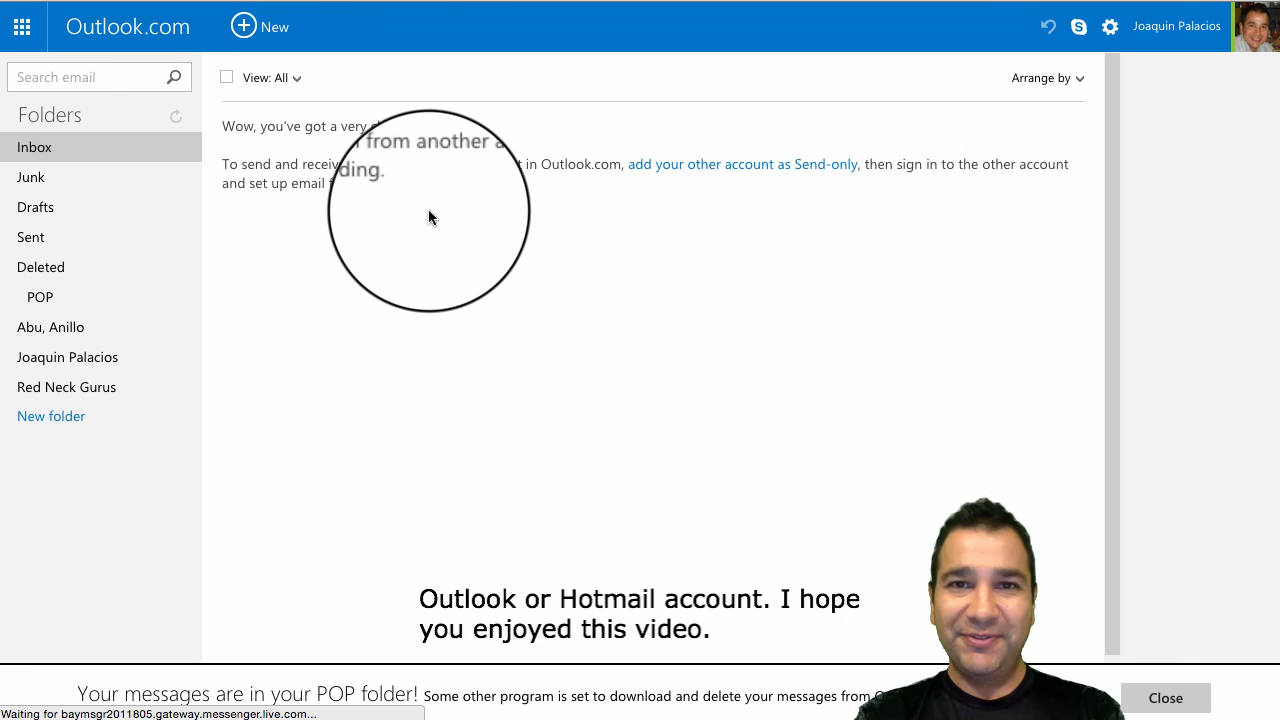 Outlook.com
New
Joaquin Palacios
Search email
View: All
Arrange by
Folders
Wow, you've got a very
from another
Inbox
To send and receiv
t in Outlook.com, add your other account as Send-only, then sign in to the other account
ding.
and set up email
Junk
Drafts
Sent
Deleted
POP
Abu, Anillo
Joaquin Palacios
Red Neck Gurus
New folder
Outlook or Hotmail account. I hope
you enjoyed this video.
Your messages are in your POP folder! Some other program is set to download and delete your messages from
Close
Waiting for baymsgr2011805.gateway.messenger.live.com...